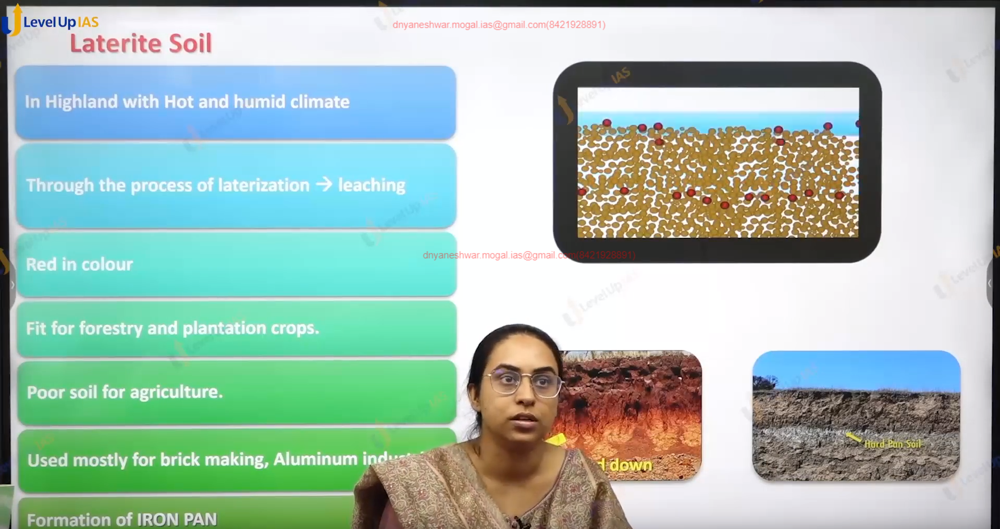 Level Up IAS
dnyaneshwar.mogal.ias@gmail.com(8421928891)
Laterite Soil
In Highland with Hot and humid climate
Through the process of laterization → leaching
Red in colour
Fit for forestry and plantation crops.
Poor soil for agriculture.
Used mostly for brick making, Aluminum
Formation of IRON PAN
dnyaneshwar.mogal.ias@gmail.com(8421928891)
down
Hard Pan Soil
IAS
LevelUp IAS